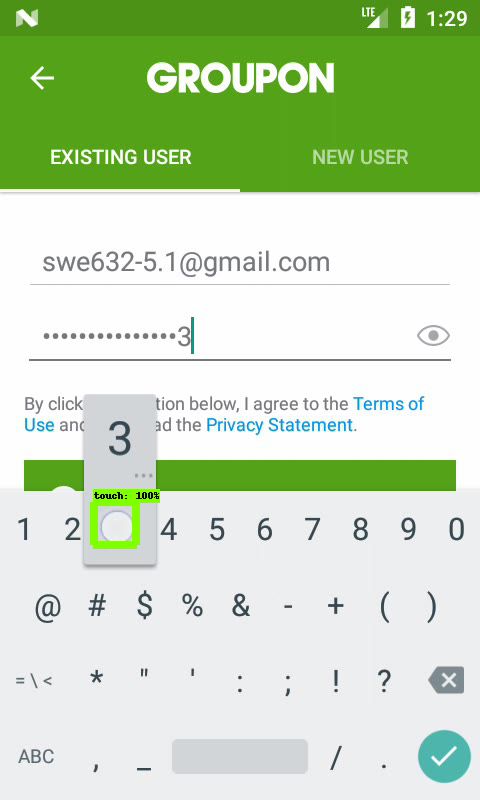 LTE 1:29
GROUPON
EXISTING USER NEW USER
swe632-5.1@gmail.com
•••••••••••••••3
By click tion below, I agree to the Terms of
Use and ad the Privacy Statement.
3
...
touch: 100%
1 2 4 5 6 7 8 9 0
@ # $ % & - + ( )
= \ < * " ' : ; ! ?
ABC , _ / .